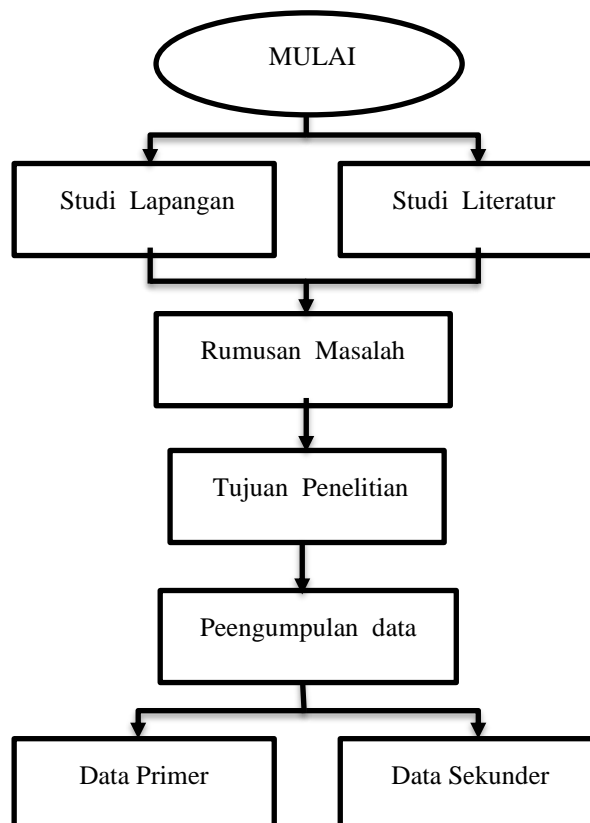 MULAI
Studi Lapangan
Studi Literatur
Rumusan Masalah
Tujuan Penelitian
Peengumpulan data
Data Primer
Data Sekunder